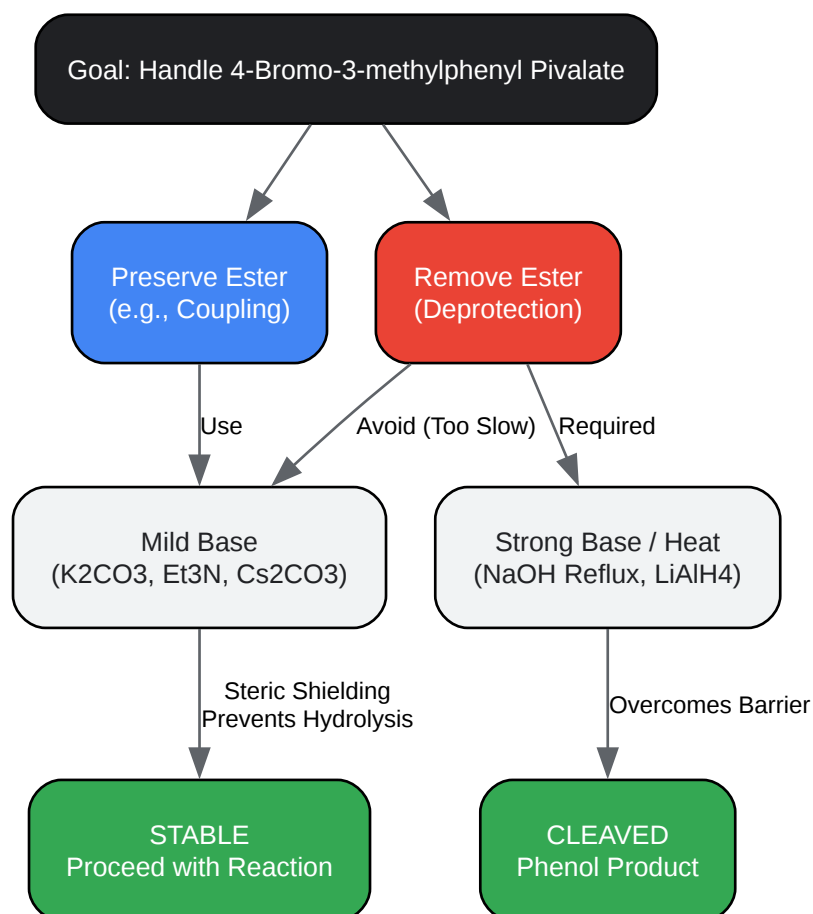 Goal: Handle 4-Bromo-3-methylphenyl Pivalate
Preserve Ester
(e.g., Coupling)
Remove Ester
(Deprotection)
Use
Avoid (Too Slow)
Required
Mild Base
(K2CO3, Et3N, Cs2CO3)
Strong Base / Heat
(NaOH Reflux, LiAlH4)
Steric Shielding
Prevents Hydrolysis
Overcomes Barrier
STABLE
Proceed with Reaction
CLEAVED
Phenol Product